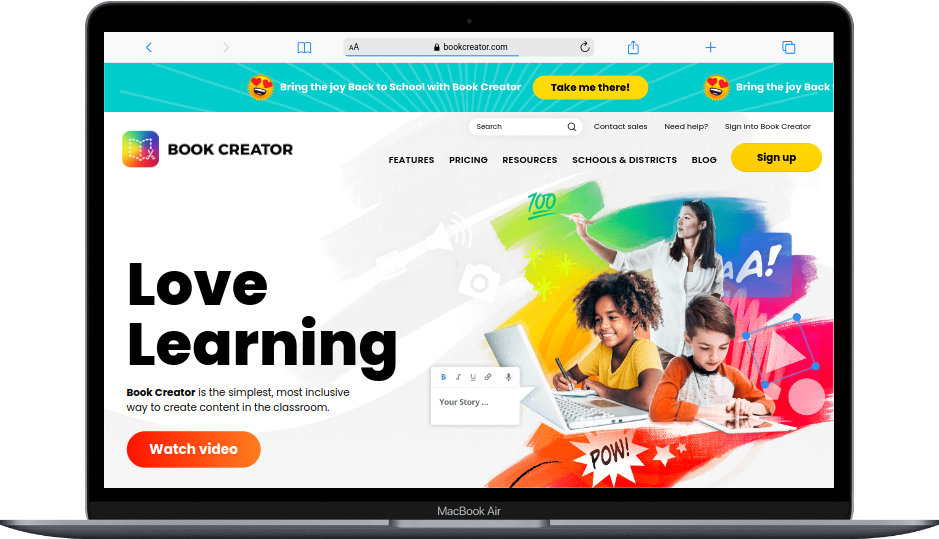 AA bookcreator.com
Bring the joy Back to School with Book Creator Take me there! Bring the joy Back
Search Contact sales Need help? Sign into Book Creator
BOOK CREATOR
FEATURES PRICING RESOURCES SCHOOLS & DISTRICTS BLOG Sign up
100
AA!
Love
Learning
Book Creator is the simplest, most inclusive
way to create content in the classroom.
Watch video
B I U
Your Story ...
POW!
MacBook Air